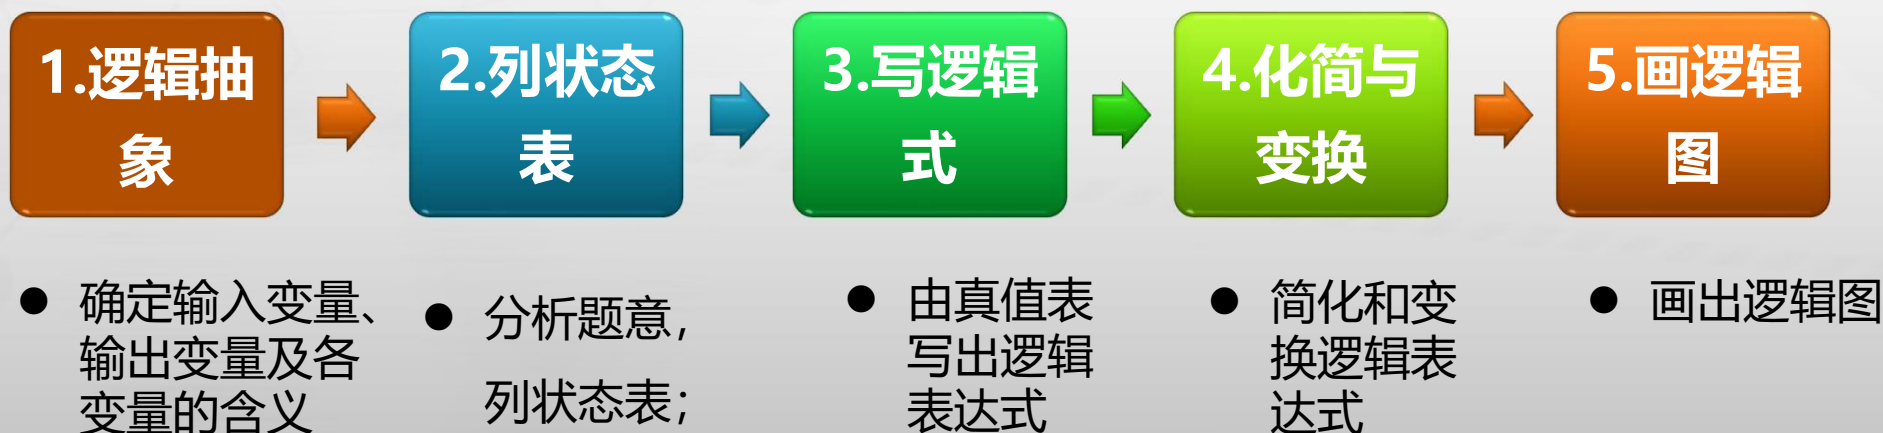 1.逻辑抽
象
2.列状态
表
3.写逻辑
式
4.化简与
变换
5.画逻辑
图
● 确定输入变量、
输出变量及各
变量的含义
● 分析题意，
列状态表；
● 由真值表
写出逻辑
表达式
● 简化和变
换逻辑表
达式
● 画出逻辑图